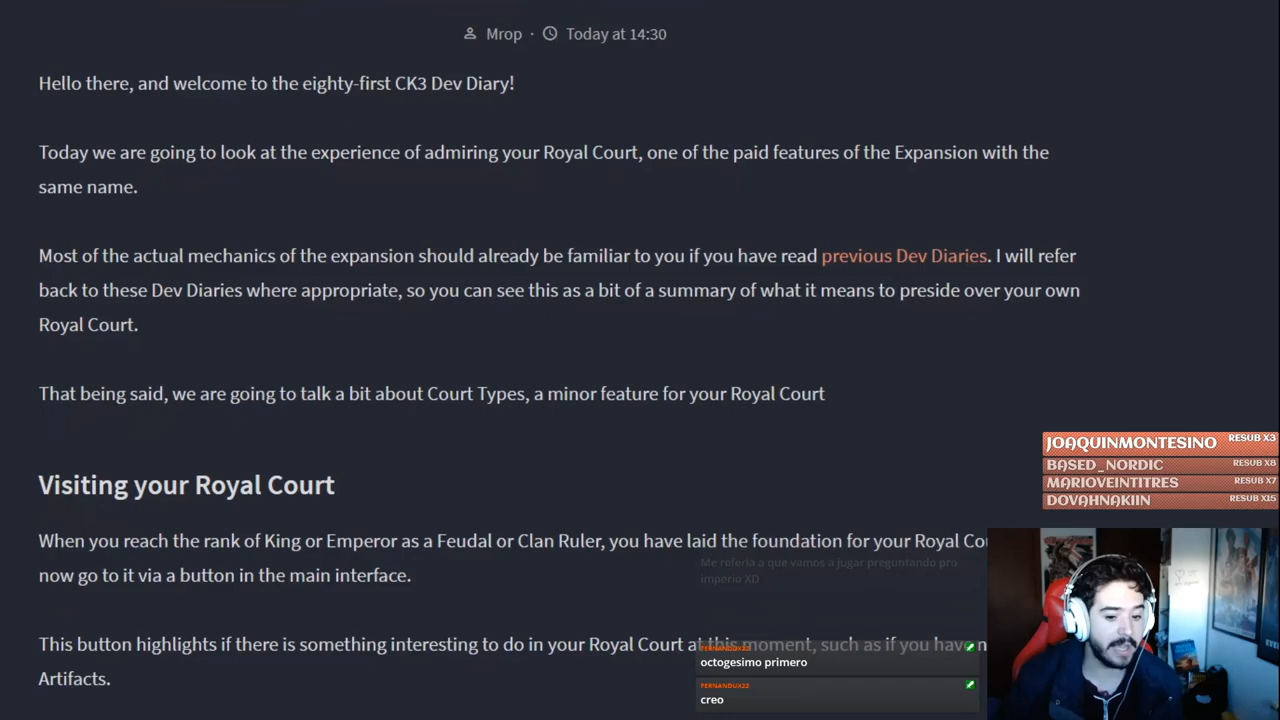 Mrop · Today at 14:30
Hello there, and welcome to the eighty-first CK3 Dev Diary!
Today we are going to look at the experience of admiring your Royal Court, one of the paid features of the Expansion with the
same name.
Most of the actual mechanics of the expansion should already be familiar to you if you have read previous Dev Diaries. I will refer
back to these Dev Diaries where appropriate, so you can see this as a bit of a summary of what it means to preside over your own
Royal Court.
That being said, we are going to talk a bit about Court Types, a minor feature for your Royal Court
JOAQUINMONTESINO RESUB X3
BASED_NORDIC RESUB X8
MARIOVEINTITRES RESUB X7
DOVAHNAKIIN RESUB X15
Visiting your Royal Court
When you reach the rank of King or Emperor as a Feudal or Clan Ruler, you have laid the foundation for your Royal
now go to it via a button in the main interface.
Me referia a que vamos a jugar preguntando pro
imperio XD
This button highlights if there is something interesting to do in your Royal Court at this moment, such as if you have
Artifacts.
FERNANDUX22
octogesimo primero
FERNANDUX22
creo